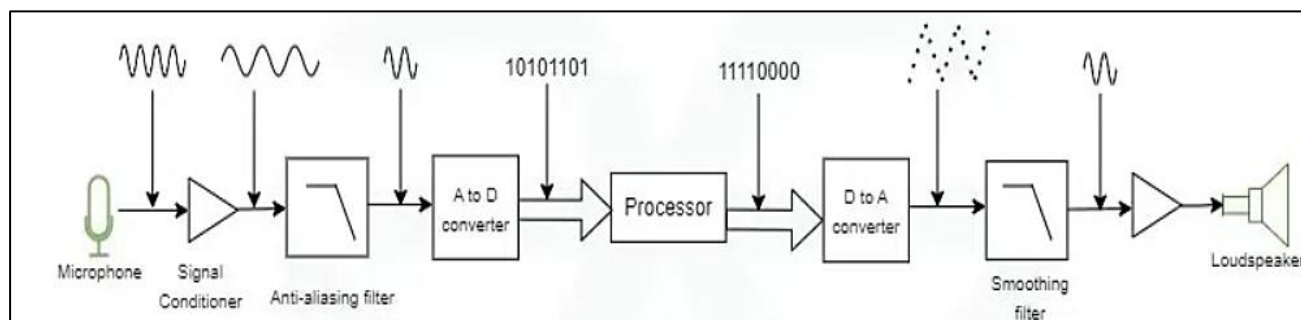 10101101
11110000
A to D
converter
Processor
D to A
converter
Microphone
Signal
Conditioner
Anti-aliasing filter
Smoothing
filter
Loudspeaker